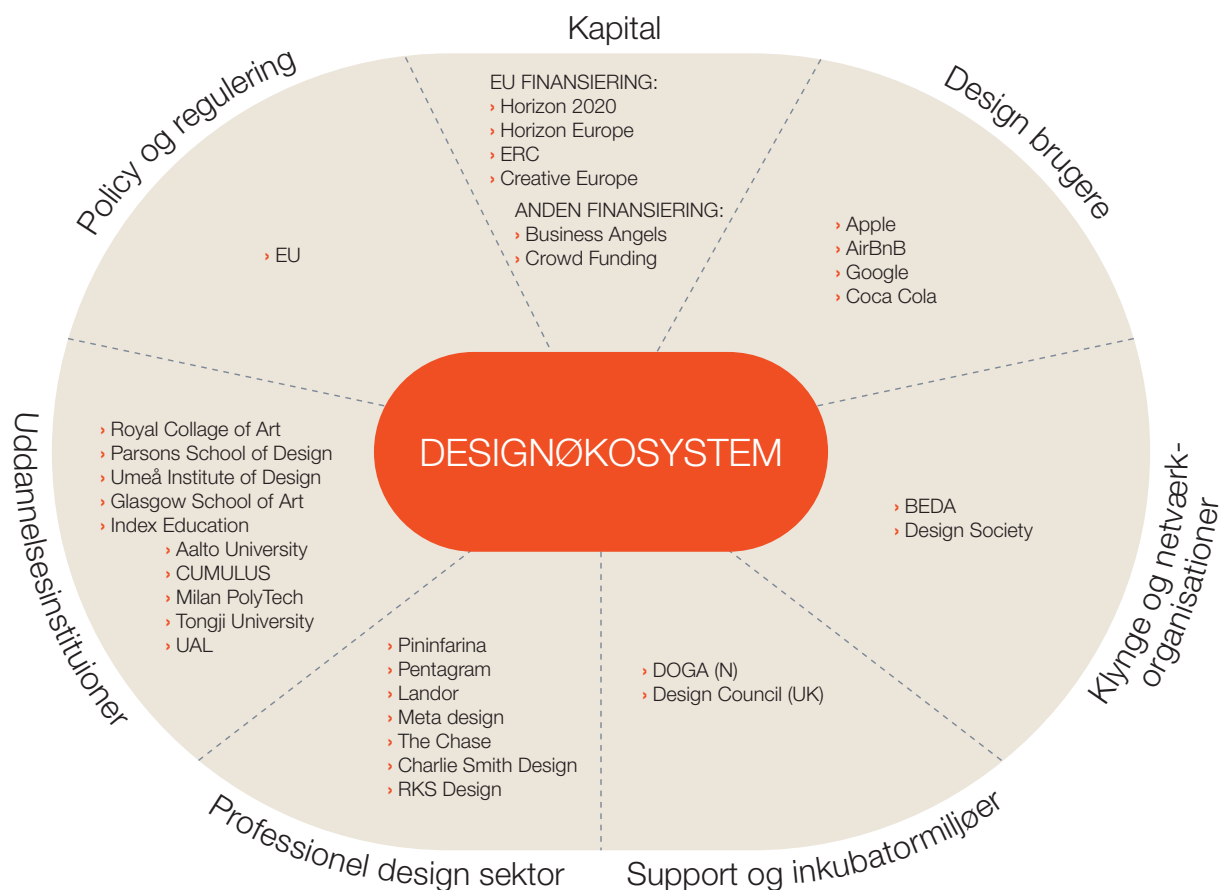 Kapital
EU FINANSIERING:
› Horizon 2020
› Horizon Europe
› ERC
› Creative Europe
ANDEN FINANSIERING:
› Business Angels
› Crowd Funding
Design brugere
› Apple
› AirBnB
› Google
› Coca Cola
Klynge og netværk-
organisationer
› BEDA
› Design Society
Support og inkubatormiljøer
› DOGA (N)
› Design Council (UK)
Professionel design sektor
› Pininfarina
› Pentagram
› Landor
› Meta design
› The Chase
› Charlie Smith Design
› RKS Design
Uddannelsesinstituioner
› Royal Collage of Art
› Parsons School of Design
› Umeå Institute of Design
› Glasgow School of Art
› Index Education
› Aalto University
› CUMULUS
› Milan PolyTech
› Tongji University
› UAL
Policy og regulering
› EU
DESIGNØKOSYSTEM